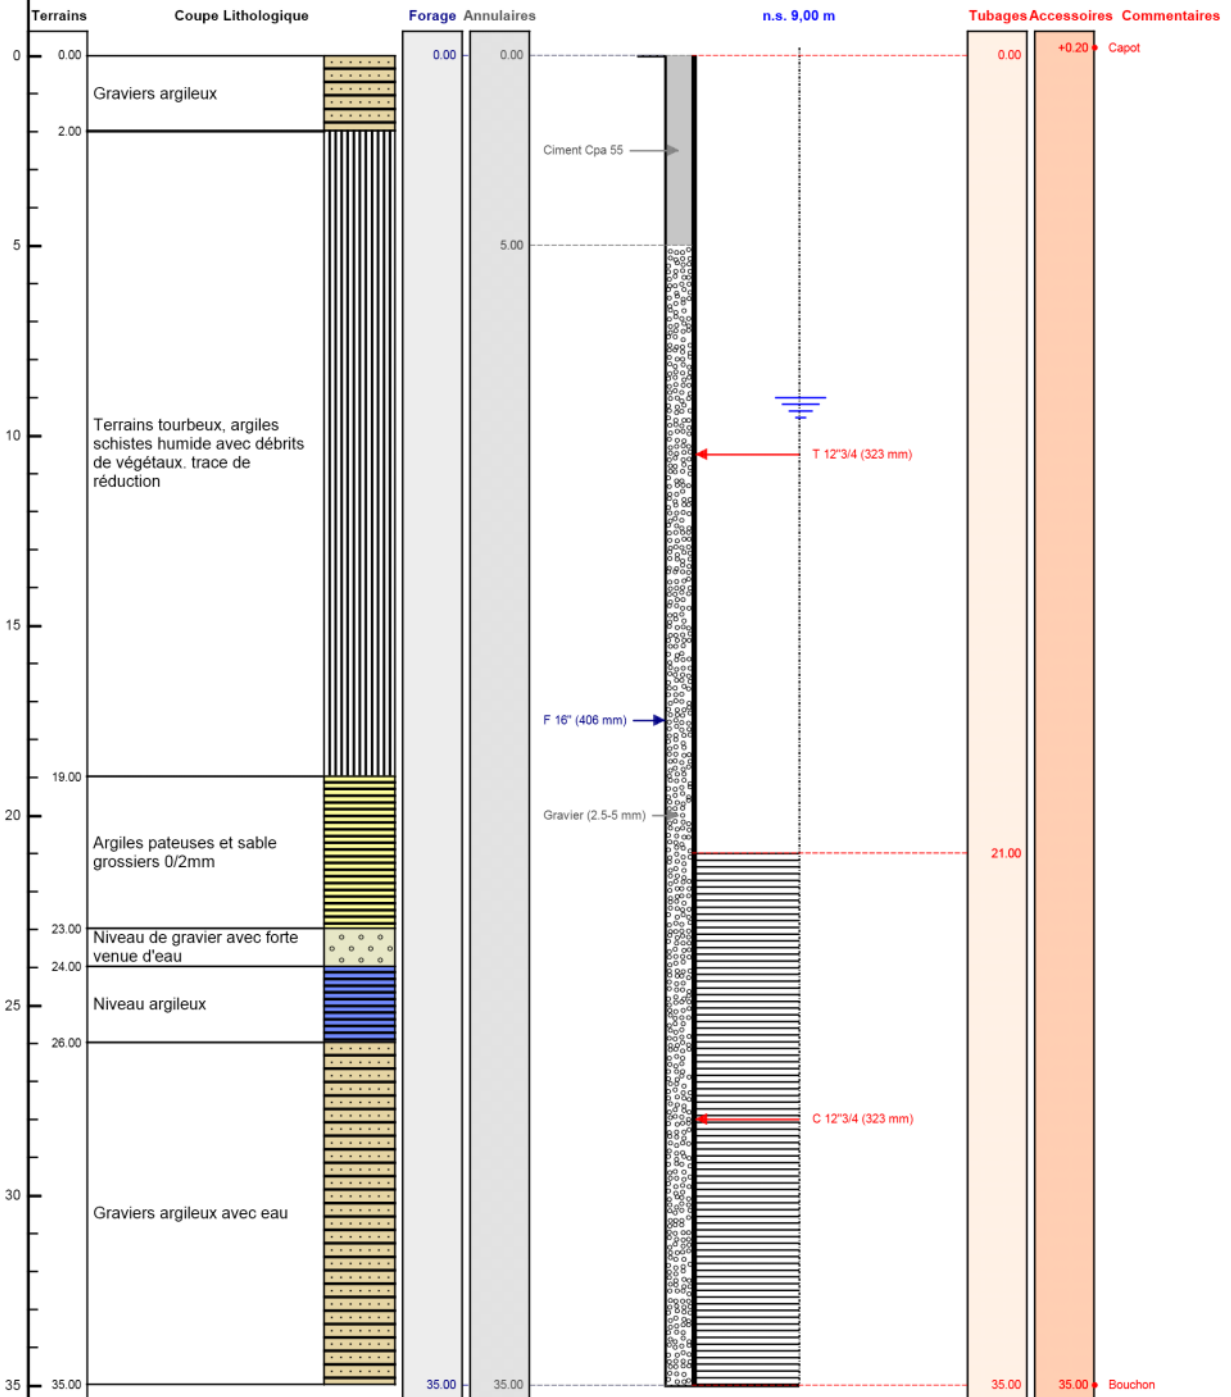 Terrains Coupe Lithologique Forage Annulaires n.s. 9,00 m Tubages Accessoires Commentaires
+0.20 Capot
0 0.00 0.00 0.00 0.00
Graviers argileux
2.00
Ciment Cpa 55
5 5.00
10
Terrains tourbeux, argiles
schistes humide avec débrits
de végétaux. trace de
réduction
T 12"3/4 (323 mm)
15
F 16" (406 mm)
19.00
20
Gravier (2.5-5 mm)
Argiles pateuses et sable
grossiers 0/2mm
21.00
23.00
Niveau de gravier avec forte
venue d'eau
24.00
25
Niveau argileux
26.00
C 12"3/4 (323 mm)
30
Graviers argileux avec eau
35 35.00 35.00 35.00 35.00 35.00 Bouchon